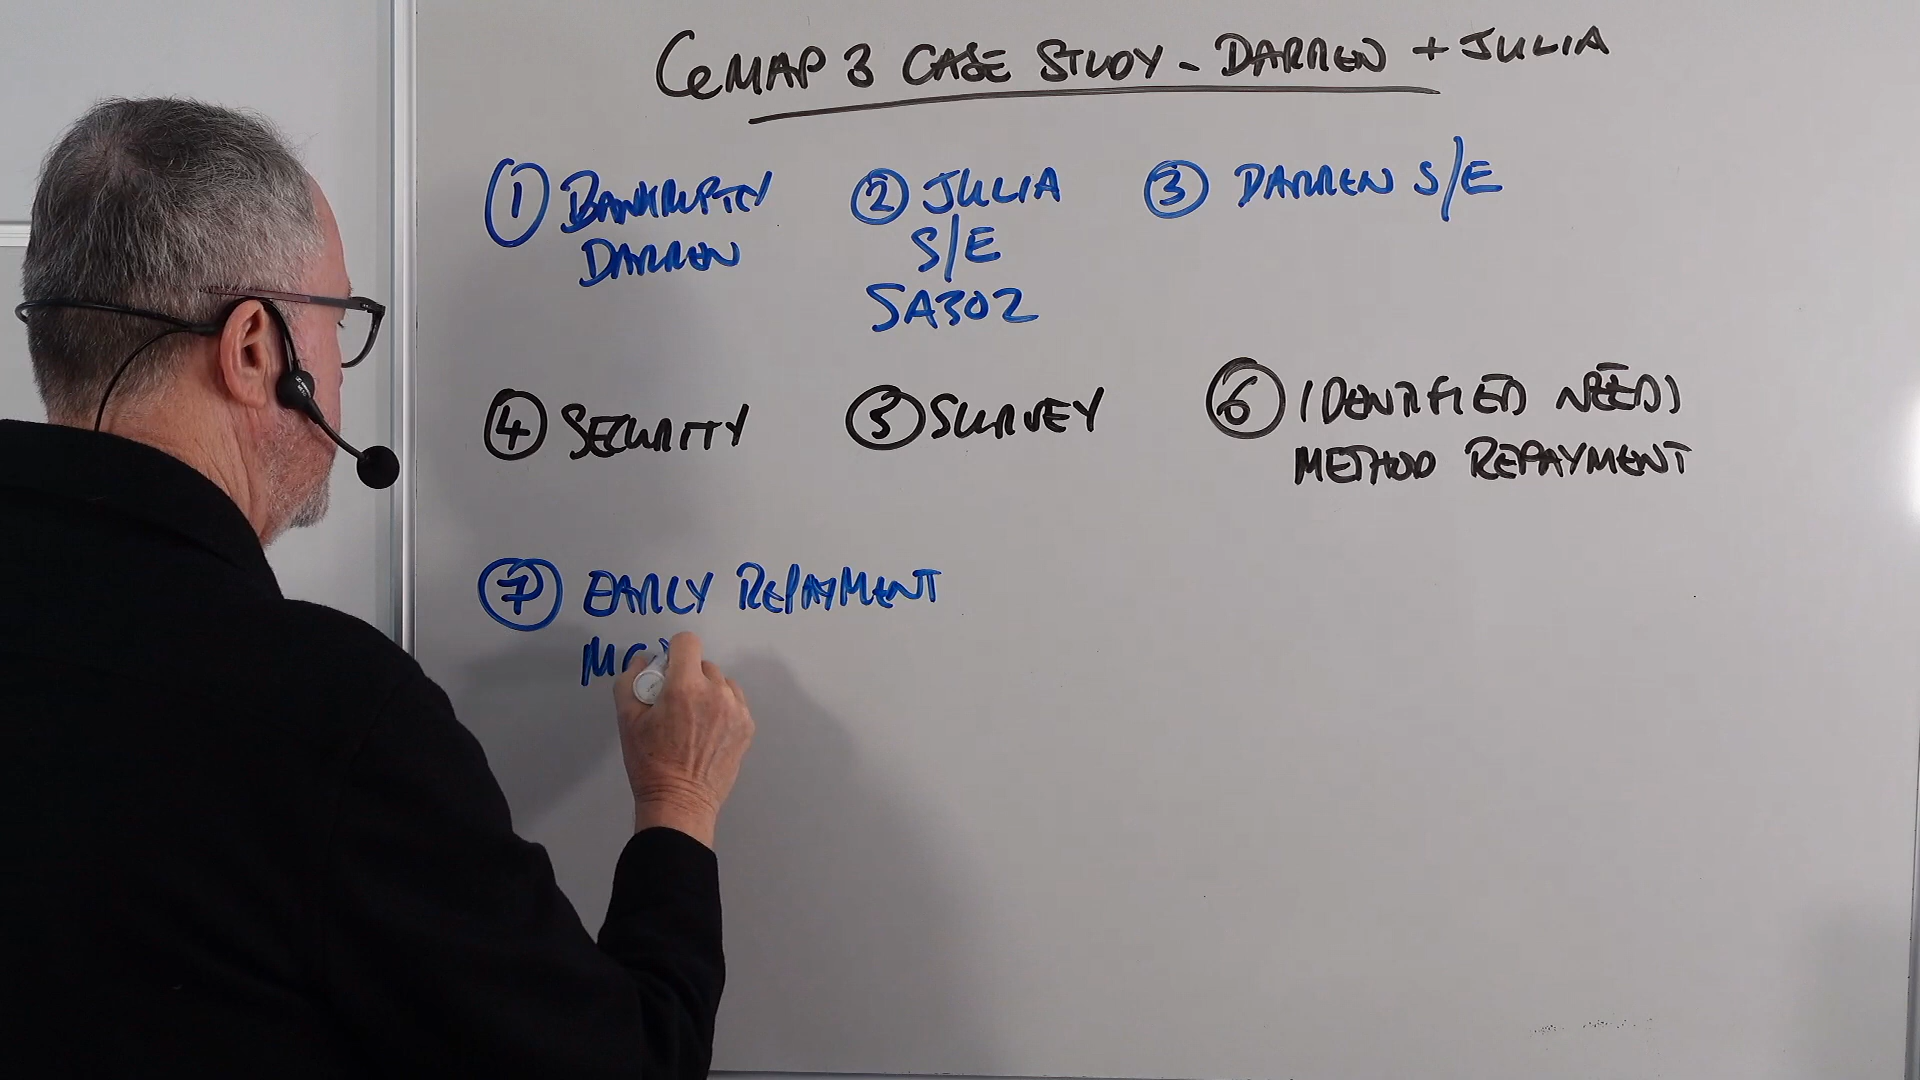 CeMAP 3 CASE STUDY - DARREN + JULIA
① BANKRUPTCY
DARREN
② JULIA
S/E
SA302
③ DARREN S/E
④ SECURITY
⑤ SURVEY
⑥ IDENTIFIED NEEDS
METHOD REPAYMENT
⑦ EARLY REPAYMENT